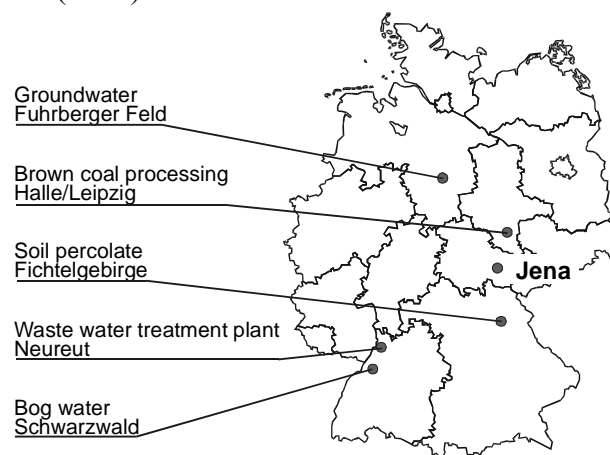 Groundwater
Fuhrberger Feld
Brown coal processing
Halle/Leipzig
Soil percolate
Fichtelgebirge
Jena
Waste water treatment plant
Neureut
Bog water
Schwarzwald